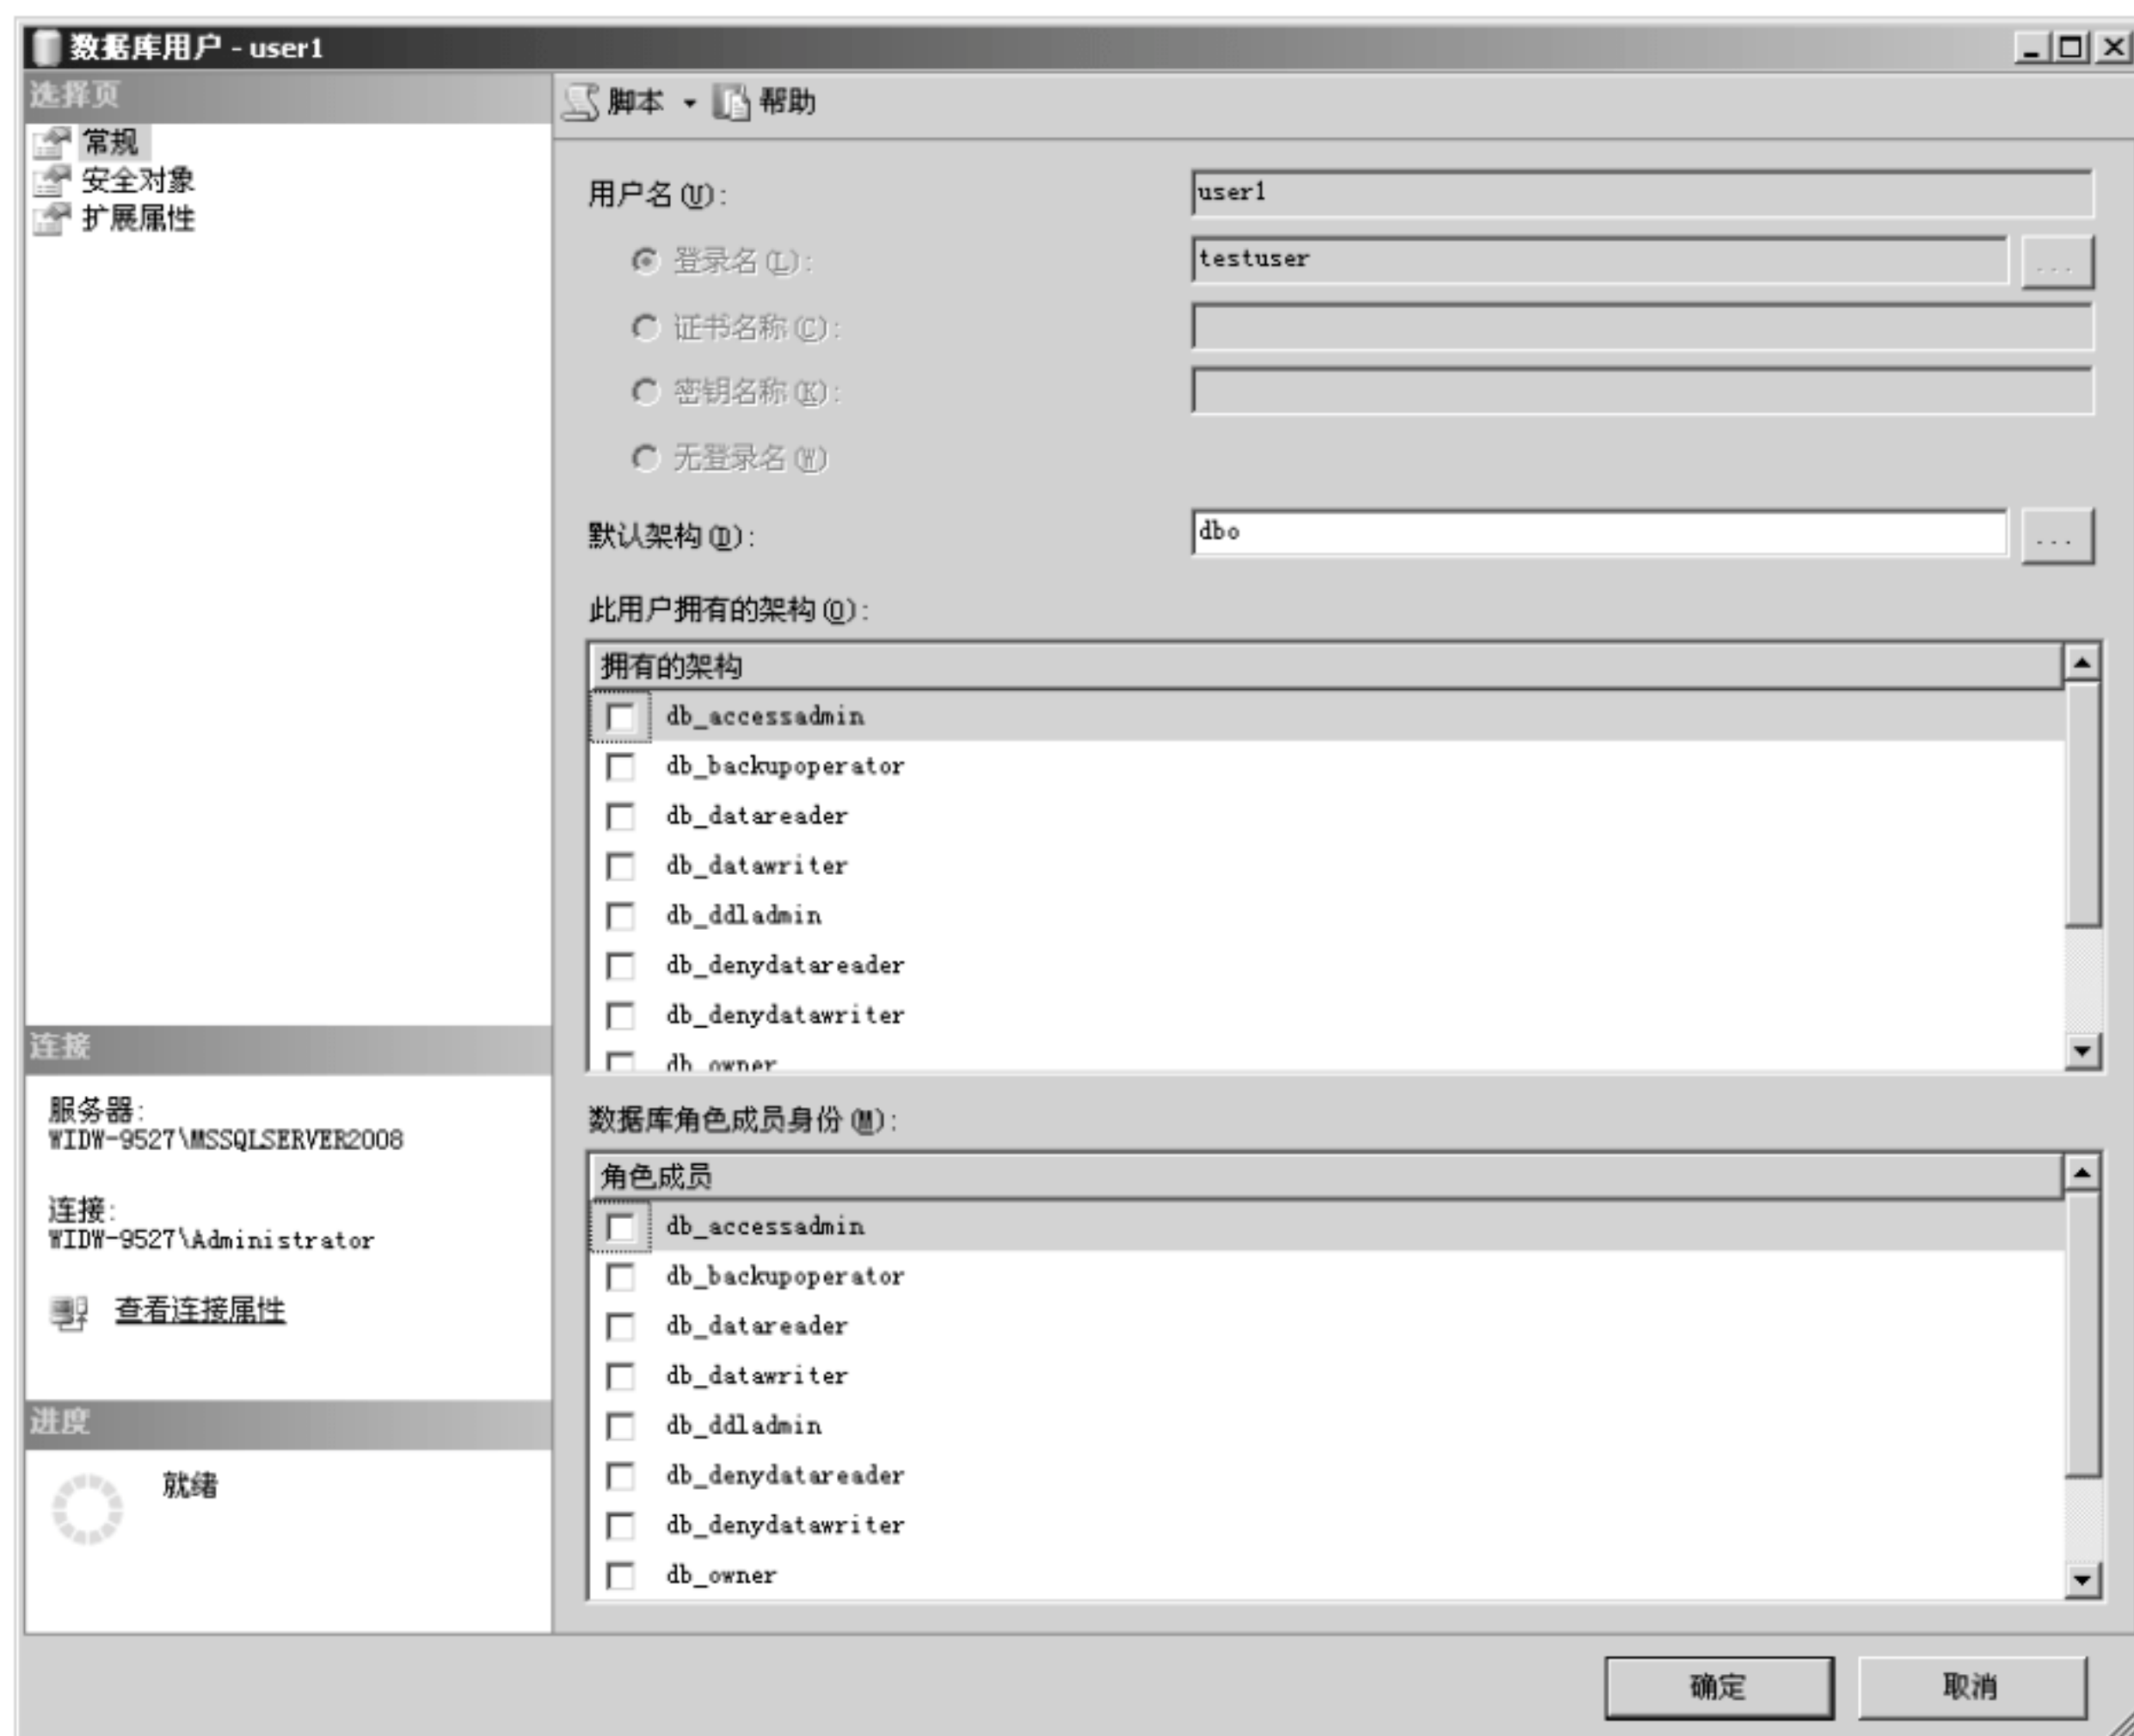 数据库用户 - user1
选择页
常规
安全对象
扩展属性
脚本 帮助
用户名(U): user1
登录名(L): testuser ...
证书名称(C):
密钥名称(K):
无登录名(W)
默认架构(D): dbo ...
此用户拥有的架构(O):
拥有的架构
db_accessadmin
db_backupoperator
db_datareader
db_datawriter
db_ddladmin
db_denydatareader
db_denydatawriter
db_owner
数据库角色成员身份(M):
角色成员
db_accessadmin
db_backupoperator
db_datareader
db_datawriter
db_ddladmin
db_denydatareader
db_denydatawriter
db_owner
连接
服务器:
WIDW-9527\MSSQLSERVER2008
连接:
WIDW-9527\Administrator
查看连接属性
进度
就绪
确定 取消